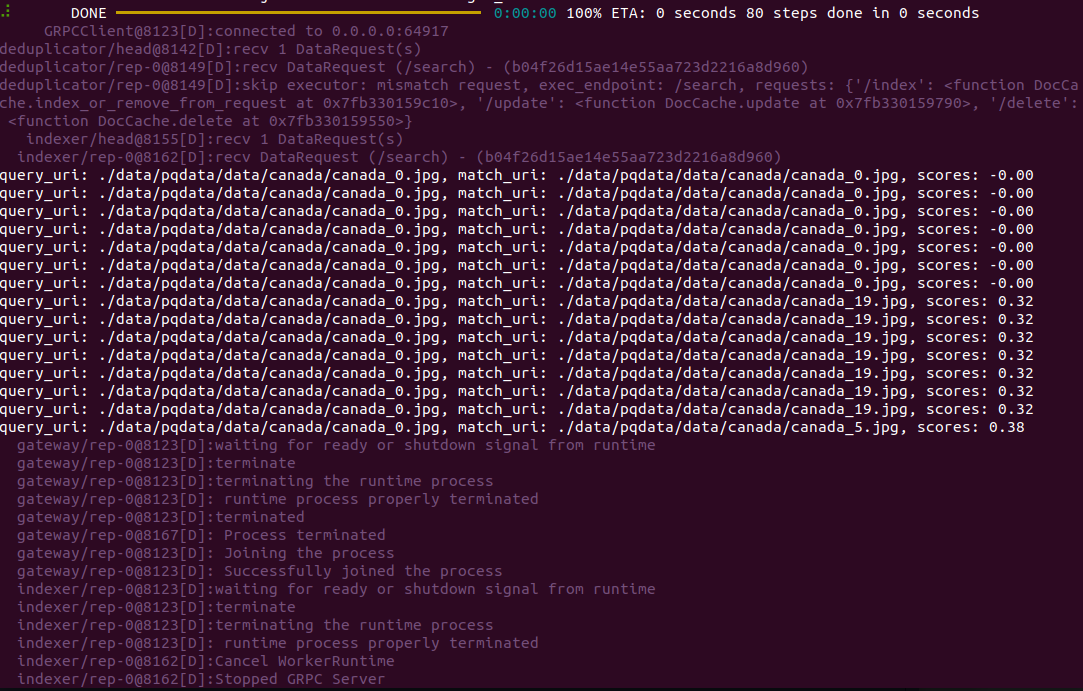 DONE 0:00:00 100% ETA: 0 seconds 80 steps done in 0 seconds
GRPCClient@8123[D]:connected to 0.0.0.0:64917
deduplicator/head@8142[D]:recv 1 DataRequest(s)
deduplicator/rep-0@8149[D]:recv DataRequest (/search) - (b04f26d15ae14e55aa723d2216a8d960)
deduplicator/rep-0@8149[D]:skip executor: mismatch request, exec_endpoint: /search, requests: {'/index': <function DocCa
che.index_or_remove_from_request at 0x7fb330159c10>, '/update': <function DocCache.update at 0x7fb330159790>, '/delete':
<function DocCache.delete at 0x7fb330159550>}
indexer/head@8155[D]:recv 1 DataRequest(s)
indexer/rep-0@8162[D]:recv DataRequest (/search) - (b04f26d15ae14e55aa723d2216a8d960)
query_uri: ./data/pqdata/data/canada/canada_0.jpg, match_uri: ./data/pqdata/data/canada/canada_0.jpg, scores: -0.00
query_uri: ./data/pqdata/data/canada/canada_0.jpg, match_uri: ./data/pqdata/data/canada/canada_0.jpg, scores: -0.00
query_uri: ./data/pqdata/data/canada/canada_0.jpg, match_uri: ./data/pqdata/data/canada/canada_0.jpg, scores: -0.00
query_uri: ./data/pqdata/data/canada/canada_0.jpg, match_uri: ./data/pqdata/data/canada/canada_0.jpg, scores: -0.00
query_uri: ./data/pqdata/data/canada/canada_0.jpg, match_uri: ./data/pqdata/data/canada/canada_0.jpg, scores: -0.00
query_uri: ./data/pqdata/data/canada/canada_0.jpg, match_uri: ./data/pqdata/data/canada/canada_0.jpg, scores: -0.00
query_uri: ./data/pqdata/data/canada/canada_0.jpg, match_uri: ./data/pqdata/data/canada/canada_0.jpg, scores: -0.00
query_uri: ./data/pqdata/data/canada/canada_0.jpg, match_uri: ./data/pqdata/data/canada/canada_19.jpg, scores: 0.32
query_uri: ./data/pqdata/data/canada/canada_0.jpg, match_uri: ./data/pqdata/data/canada/canada_19.jpg, scores: 0.32
query_uri: ./data/pqdata/data/canada/canada_0.jpg, match_uri: ./data/pqdata/data/canada/canada_19.jpg, scores: 0.32
query_uri: ./data/pqdata/data/canada/canada_0.jpg, match_uri: ./data/pqdata/data/canada/canada_19.jpg, scores: 0.32
query_uri: ./data/pqdata/data/canada/canada_0.jpg, match_uri: ./data/pqdata/data/canada/canada_19.jpg, scores: 0.32
query_uri: ./data/pqdata/data/canada/canada_0.jpg, match_uri: ./data/pqdata/data/canada/canada_19.jpg, scores: 0.32
query_uri: ./data/pqdata/data/canada/canada_0.jpg, match_uri: ./data/pqdata/data/canada/canada_19.jpg, scores: 0.32
query_uri: ./data/pqdata/data/canada/canada_0.jpg, match_uri: ./data/pqdata/data/canada/canada_5.jpg, scores: 0.38
gateway/rep-0@8123[D]:waiting for ready or shutdown signal from runtime
gateway/rep-0@8123[D]:terminate
gateway/rep-0@8123[D]:terminating the runtime process
gateway/rep-0@8123[D]: runtime process properly terminated
gateway/rep-0@8123[D]:terminated
gateway/rep-0@8167[D]: Process terminated
gateway/rep-0@8123[D]: Joining the process
gateway/rep-0@8123[D]: Successfully joined the process
indexer/rep-0@8123[D]:waiting for ready or shutdown signal from runtime
indexer/rep-0@8123[D]:terminate
indexer/rep-0@8123[D]:terminating the runtime process
indexer/rep-0@8123[D]: runtime process properly terminated
indexer/rep-0@8162[D]:Cancel WorkerRuntime
indexer/rep-0@8162[D]:Stopped GRPC Server